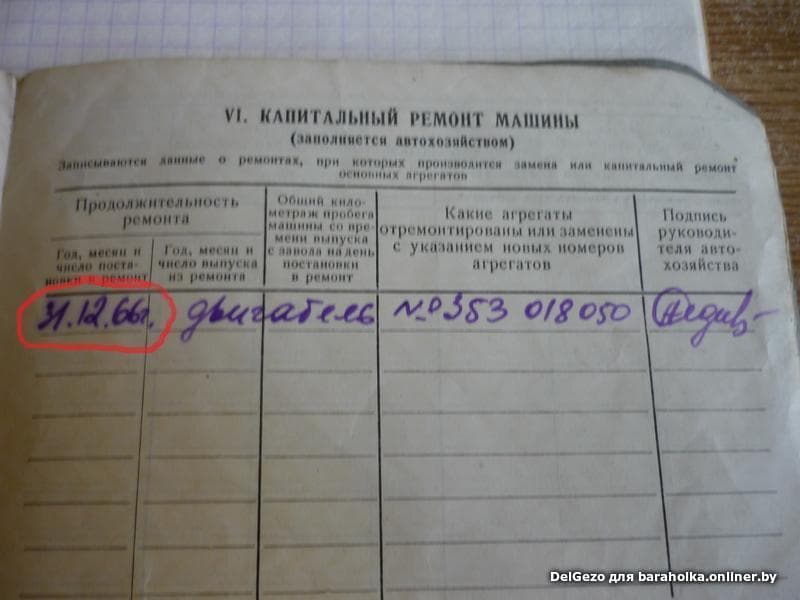 VI. КАПИТАЛЬНЫЙ РЕМОНТ МАШИНЫ
(заполняется автохозяйством)
Записываются данные о ремонтах, при которых производится замена или капитальный ремонт
основных агрегатов
Продолжительность
ремонта
Год, месяц и
число поста-
новки в ремонт
Год, месяц и
число выпуска
из ремонта
Общий кило-
метраж пробега
машины со вре-
мени выпуска
с завода на день
постановки
в ремонт
Какие агрегаты
отремонтированы или заменены
с указанием новых номеров
агрегатов
Подпись
руководи-
теля авто-
хозяйства
31.12.66г. двигатель №353 018050
DelGezo для baraholka.onliner.by